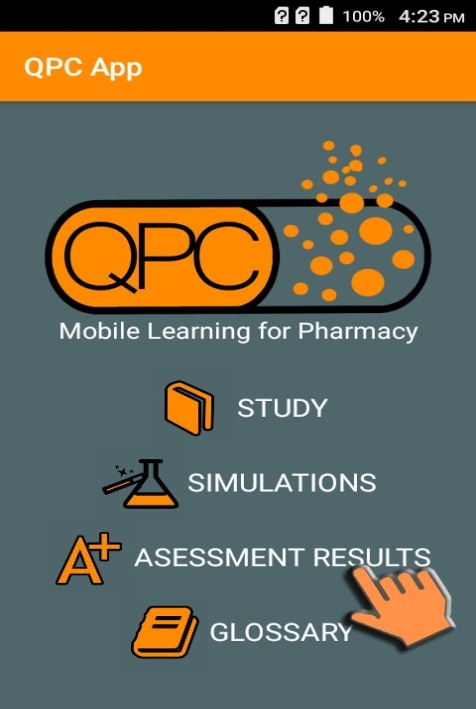 100% 4:23 PM
QPC App
QPC
Mobile Learning for Pharmacy
STUDY
SIMULATIONS
A+ ASESSMENT RESULTS
GLOSSARY